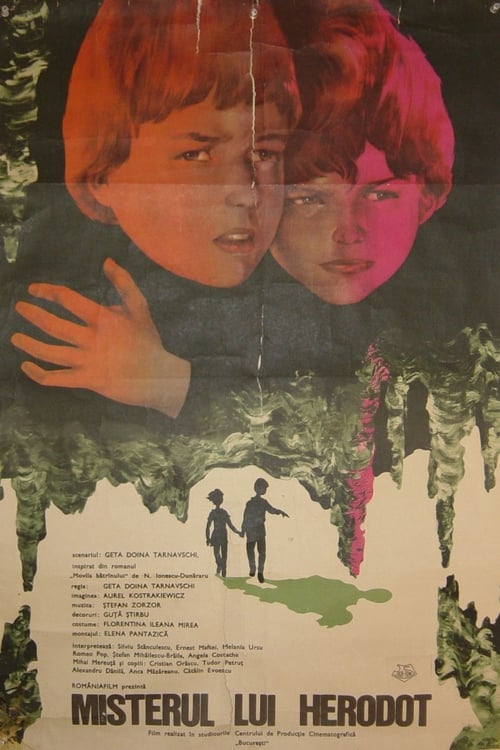 scenariul: GETA DOINA TARNAVSCHI,
inspirat din romanul
„Movila bătrînului" de N. Ionescu-Dunăraru
regia: GETA DOINA TARNAVSCHI
imaginea: AUREL KOSTRAKIEWICZ
muzica: ȘTEFAN ZORZOR
decoruri: GUȚĂ ȘTIRBU
costume: FLORENTINA ILEANA MIREA
montajul: ELENA PANTAZICĂ
interpretează: Silviu Stănculescu, Ernest Maftei, Melania Ursu
Romeo Pop, Ștefan Mihăilescu-Brăila, Angela Costache
Mihai Mereuță și copiii: Cristian Orăscu, Tudor Petruț
Alexandru Dănilă, Anca Măzăreanu, Cătălin Evoescu
ROMÂNIAFILM prezintă
MISTERUL LUI HERODOT
Film realizat în studiourile Centrului de Producție Cinematografică
„București"